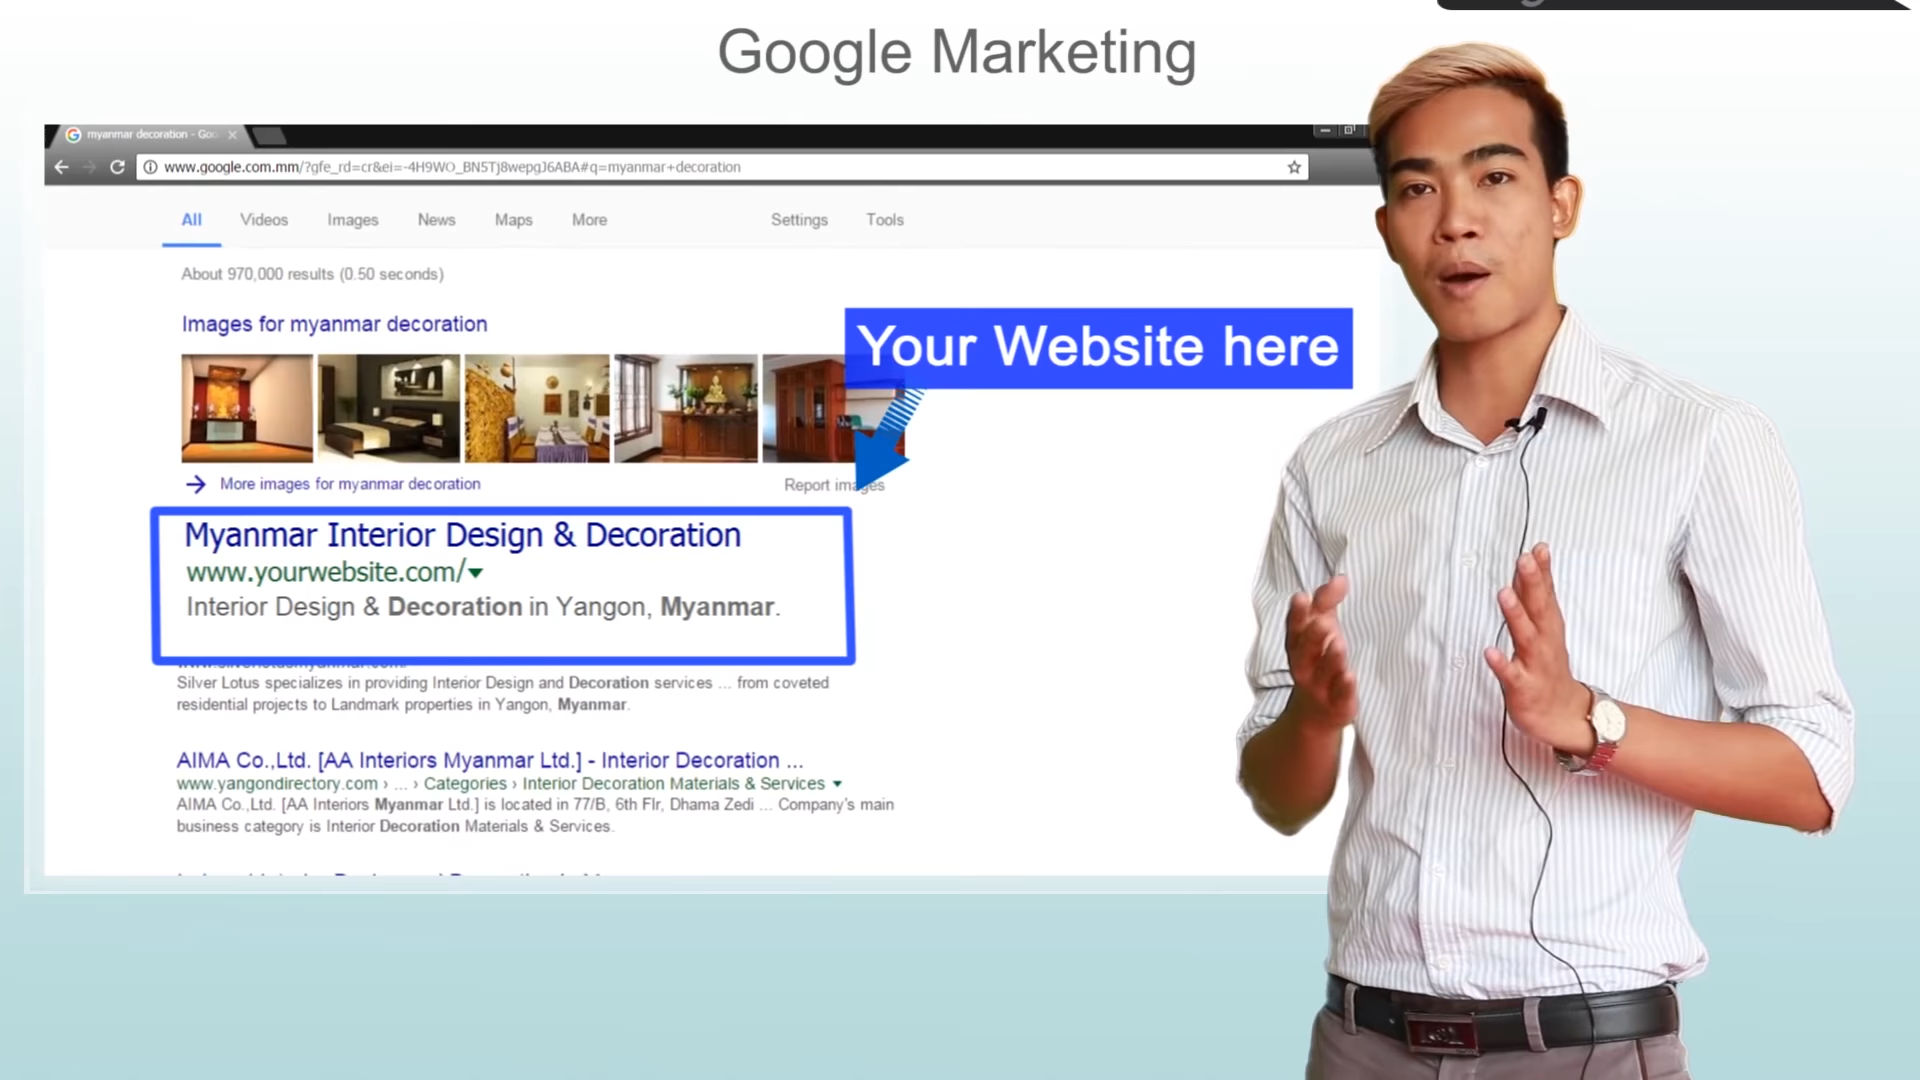 Google Marketing
myanmar decoration - Goo
www.google.com.mm/?gfe_rd=cr&ei=-4H9WO_BN5Tj8wepgJ6ABA#q=myanmar+decoration
All Videos Images News Maps More Settings Tools
About 970,000 results (0.50 seconds)
Images for myanmar decoration
Your Website here
More images for myanmar decoration
Report images
Myanmar Interior Design & Decoration
www.yourwebsite.com/
Interior Design & Decoration in Yangon, Myanmar.
Silver Lotus specializes in providing Interior Design and Decoration services ... from coveted
residential projects to Landmark properties in Yangon, Myanmar.
AIMA Co.,Ltd. [AA Interiors Myanmar Ltd.] - Interior Decoration ...
www.yangondirectory.com › ... › Categories › Interior Decoration Materials & Services
AIMA Co.,Ltd. [AA Interiors Myanmar Ltd.] is located in 77/B, 6th Flr, Dhama Zedi ... Company's main
business category is Interior Decoration Materials & Services.